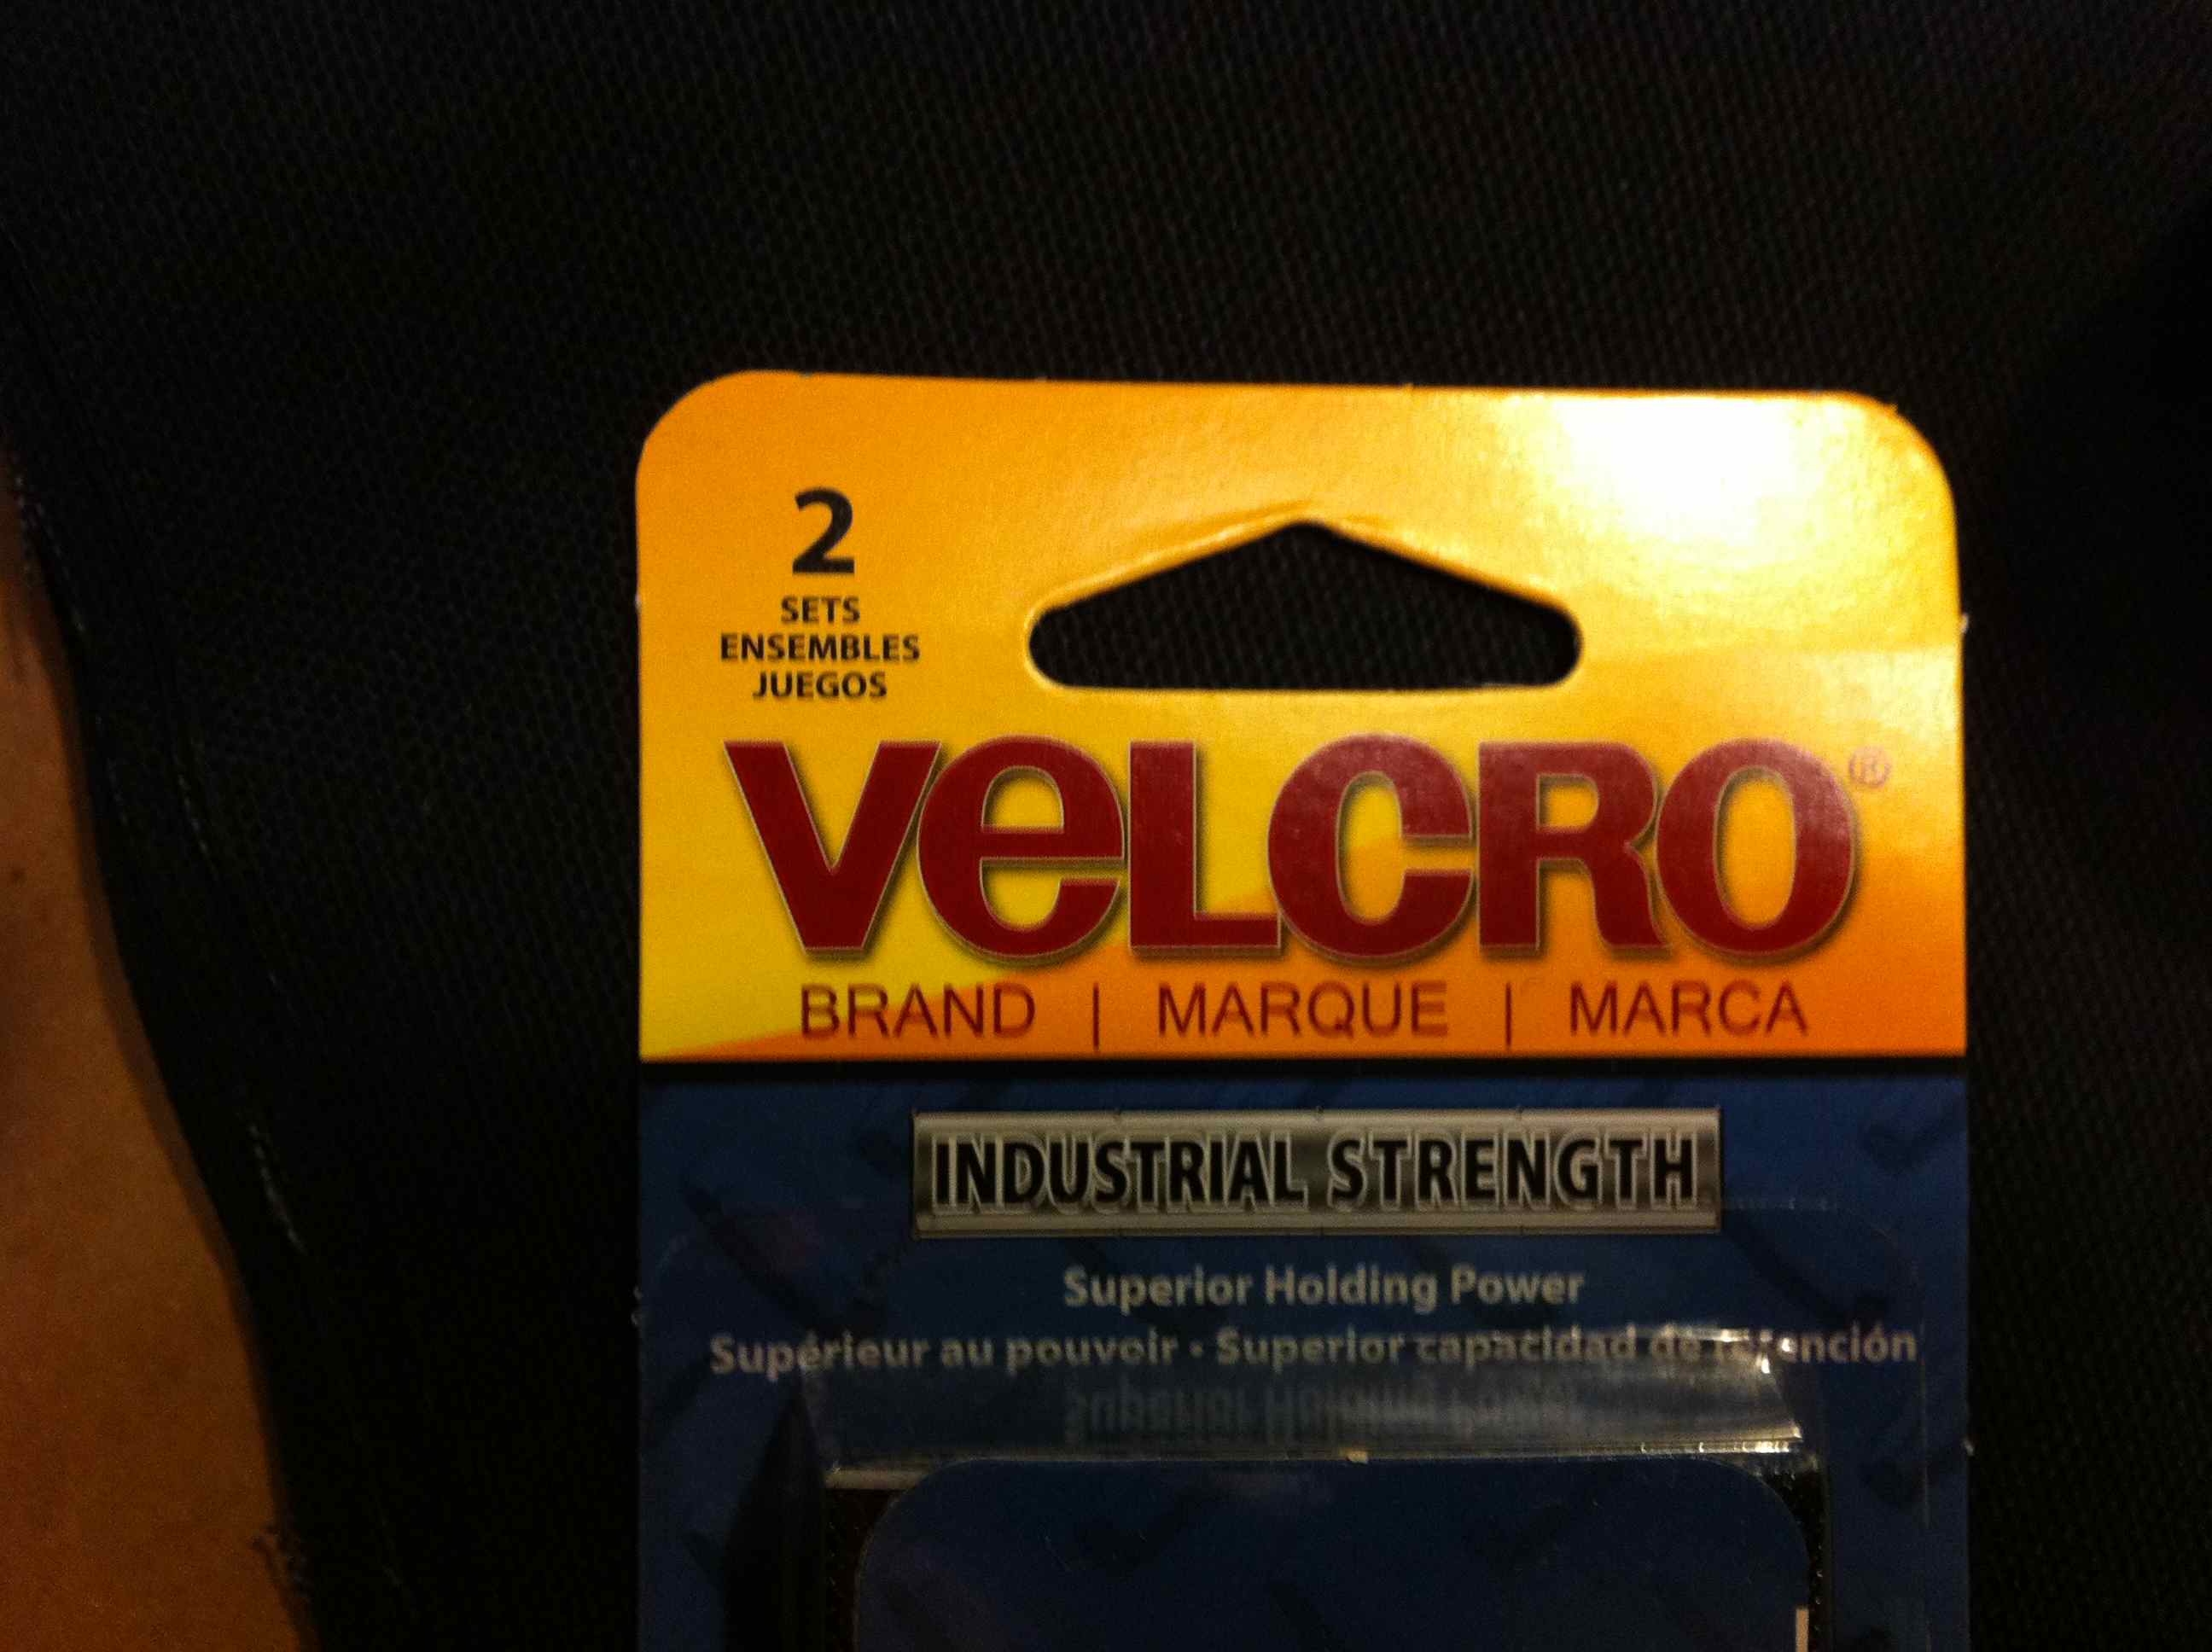 2
SETS
ENSEMBLES
JUEGOS
VeLCRO®
BRAND | MARQUE | MARCA
INDUSTRIAL STRENGTH
Superior Holding Power
Supérieur au pouvoir • Superior capacidad de